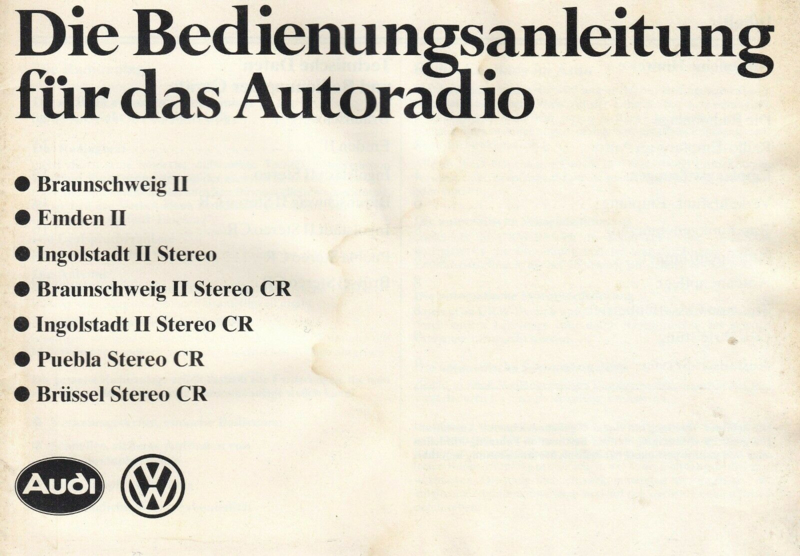 Die Bedienungsanleitung
für das Autoradio
● Braunschweig II
● Emden II
● Ingolstadt II Stereo
● Braunschweig II Stereo CR
● Ingolstadt II Stereo CR
● Puebla Stereo CR
● Brüssel Stereo CR
Audi VW